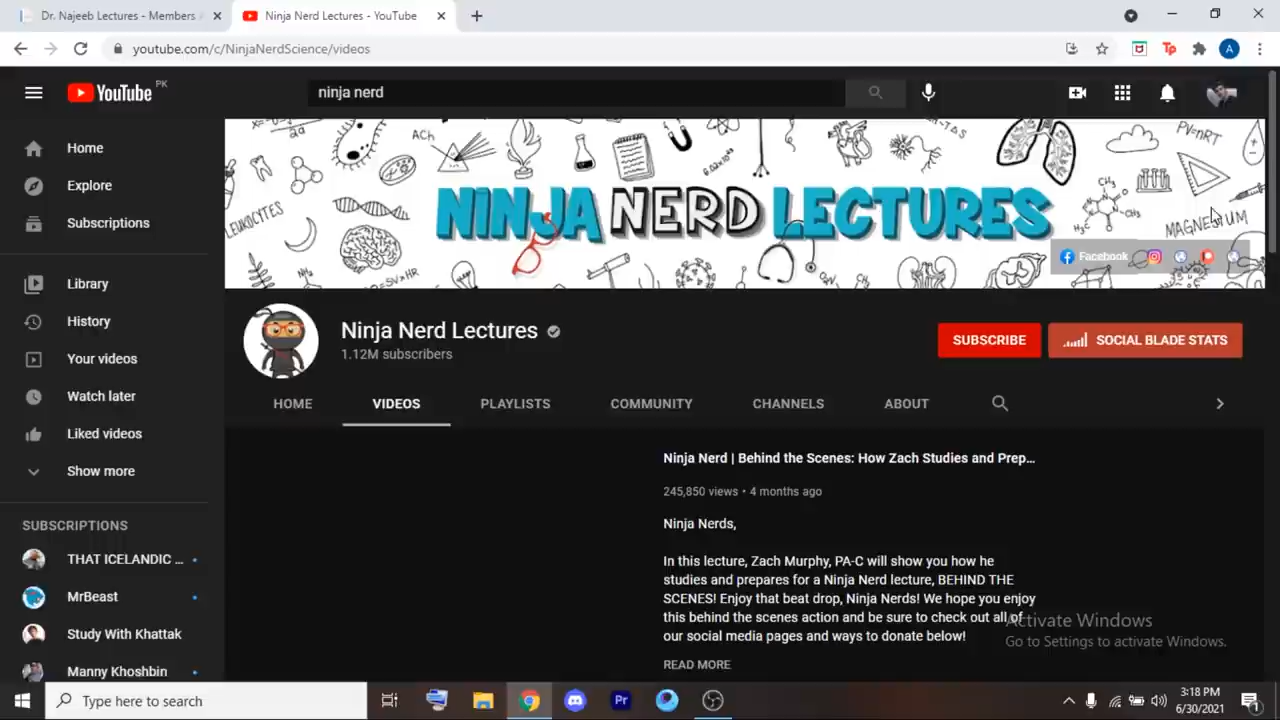 Dr. Najeeb Lectures - Members
Ninja Nerd Lectures - YouTube
youtube.com/c/NinjaNerdScience/videos
A
YouTube PK
ninja nerd
Home
Explore
Subscriptions
Library
History
Your videos
Watch later
Liked videos
Show more
SUBSCRIPTIONS
THAT ICELANDIC ...
MrBeast
Study With Khattak
Manny Khoshbin
ACh
PV=nRT
LEUKOCYTES
NINJA NERD LECTURES
CH3
CH3
MAGNESIUM
Facebook
Ninja Nerd Lectures
1.12M subscribers
SUBSCRIBE
SOCIAL BLADE STATS
HOME
VIDEOS
PLAYLISTS
COMMUNITY
CHANNELS
ABOUT
Ninja Nerd | Behind the Scenes: How Zach Studies and Prep...
245,850 views • 4 months ago
Ninja Nerds,
In this lecture, Zach Murphy, PA-C will show you how he
studies and prepares for a Ninja Nerd lecture, BEHIND THE
SCENES! Enjoy that beat drop, Ninja Nerds! We hope you enjoy
this behind the scenes action and be sure to check out all of
our social media pages and ways to donate below!
READ MORE
Activate Windows
Go to Settings to activate Windows.
Type here to search
Pr
3:18 PM
6/30/2021
1